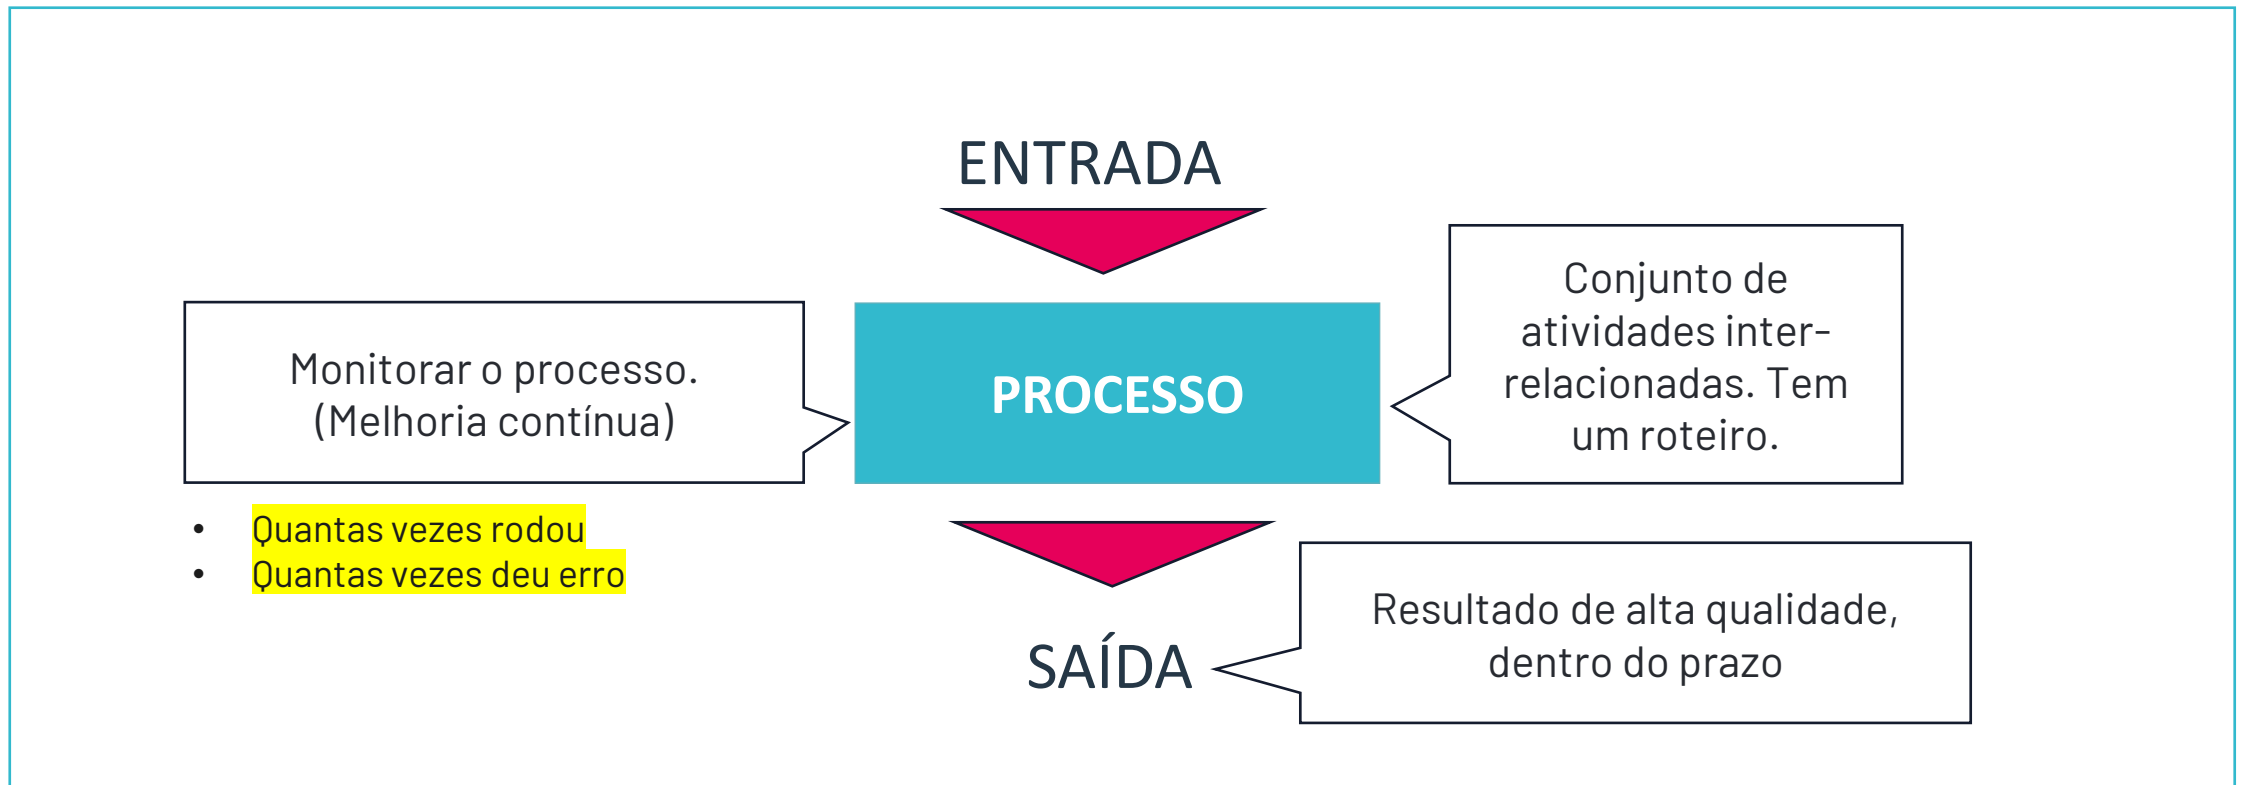 ENTRADA
Conjunto de
atividades inter-
relacionadas. Tem
um roteiro.
Monitorar o processo.
(Melhoria contínua)
PROCESSO
• Quantas vezes rodou
• Quantas vezes deu erro
Resultado de alta qualidade,
dentro do prazo
SAÍDA